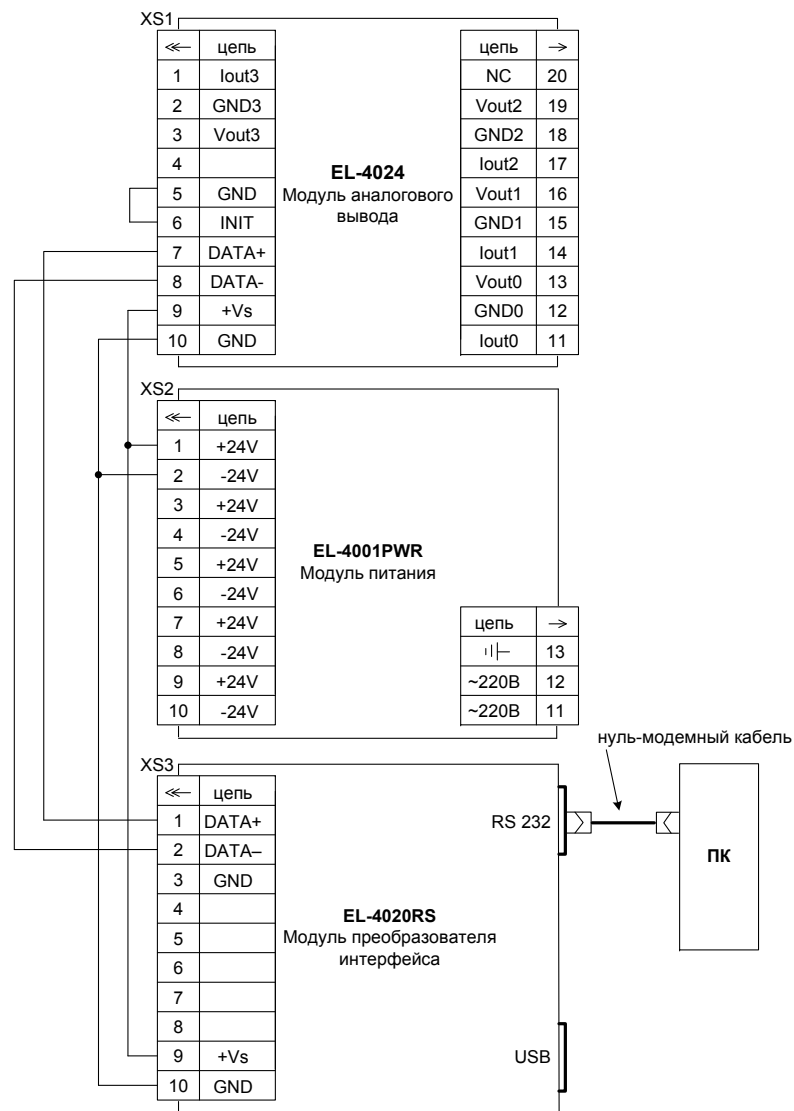 XS1
≪— цепь
1 Iout3
2 GND3
3 Vout3
4
5 GND
6 INIT
7 DATA+
8 DATA-
9 +Vs
10 GND
EL-4024
Модуль аналогового
вывода
цепь →
NC 20
Vout2 19
GND2 18
Iout2 17
Vout1 16
GND1 15
Iout1 14
Vout0 13
GND0 12
Iout0 11
XS2
≪— цепь
1 +24V
2 -24V
3 +24V
4 -24V
5 +24V
6 -24V
7 +24V
8 -24V
9 +24V
10 -24V
EL-4001PWR
Модуль питания
цепь →
13
~220В 12
~220В 11
XS3
≪— цепь
1 DATA+
2 DATA–
3 GND
4
5
6
7
8
9 +Vs
10 GND
EL-4020RS
Модуль преобразователя
интерфейса
RS 232
USB
нуль-модемный кабель
ПК